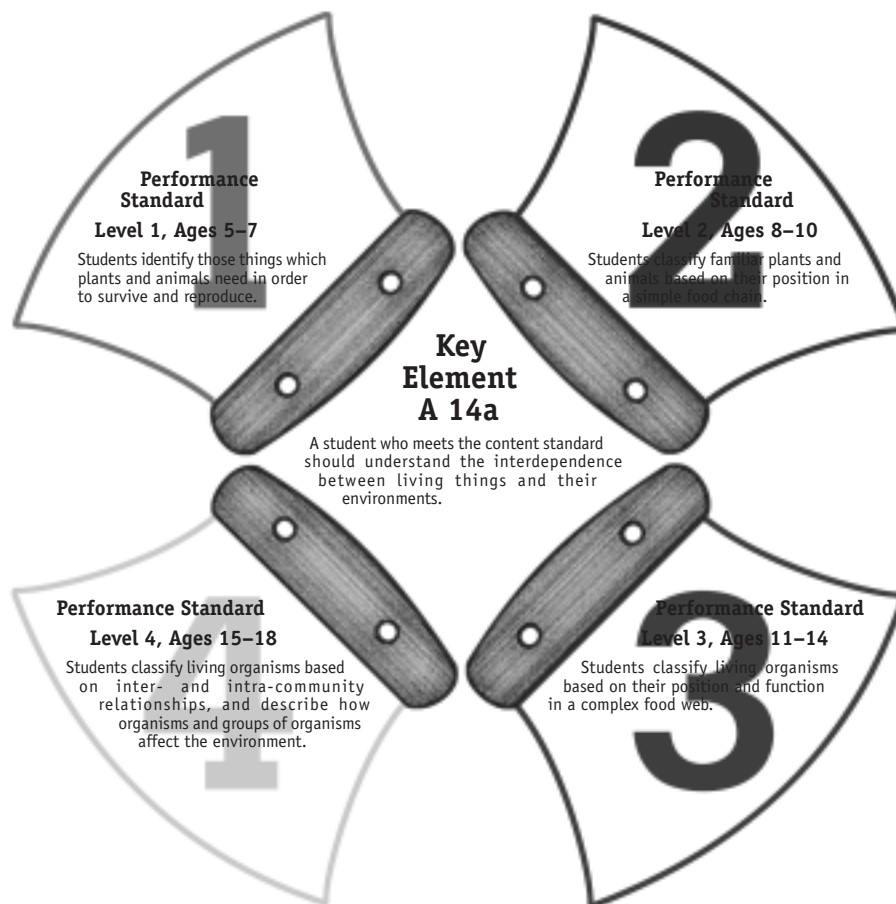 1
Performance
Standard
Level 1, Ages 5–7
Students identify those things which
plants and animals need in order
to survive and reproduce.
2
Performance
Standard
Level 2, Ages 8–10
Students classify familiar plants and
animals based on their position in
a simple food chain.
Key
Element
A 14a
A student who meets the content standard
should understand the interdependence
between living things and their
environments.
4
Performance Standard
Level 4, Ages 15–18
Students classify living organisms based
on inter- and intra-community
relationships, and describe how
organisms and groups of organisms
affect the environment.
3
Performance Standard
Level 3, Ages 11–14
Students classify living organisms
based on their position and function
in a complex food web.